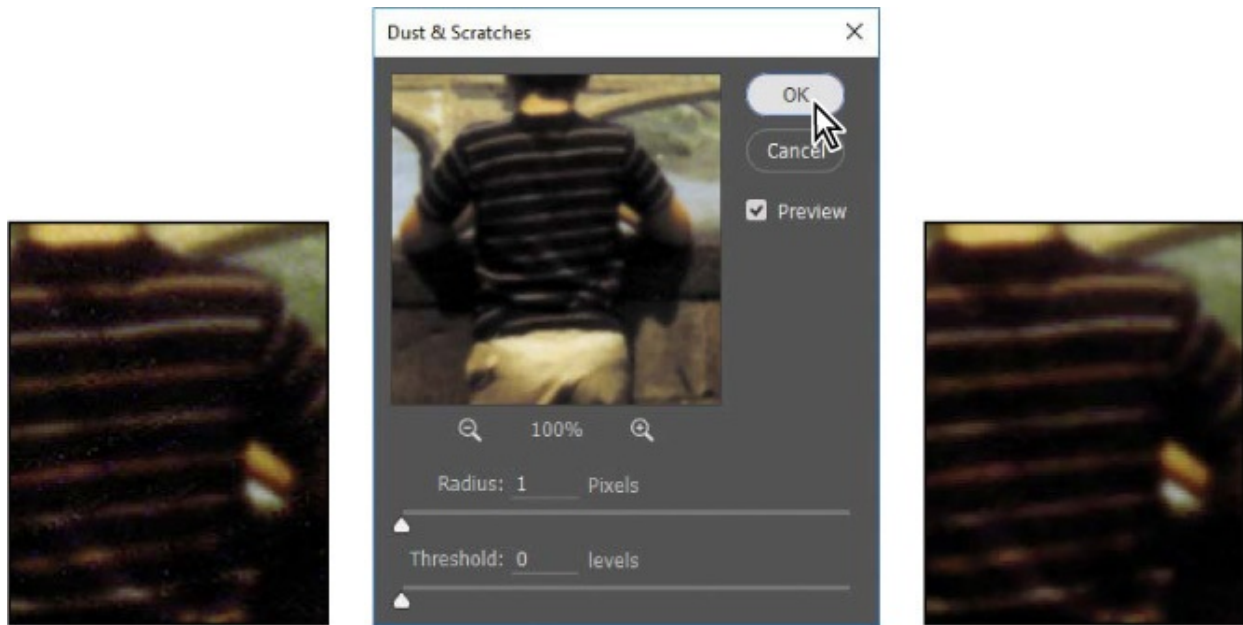 Dust & Scratches
OK
Cancel
Preview
100%
Radius: 1 Pixels
Threshold: 0 levels